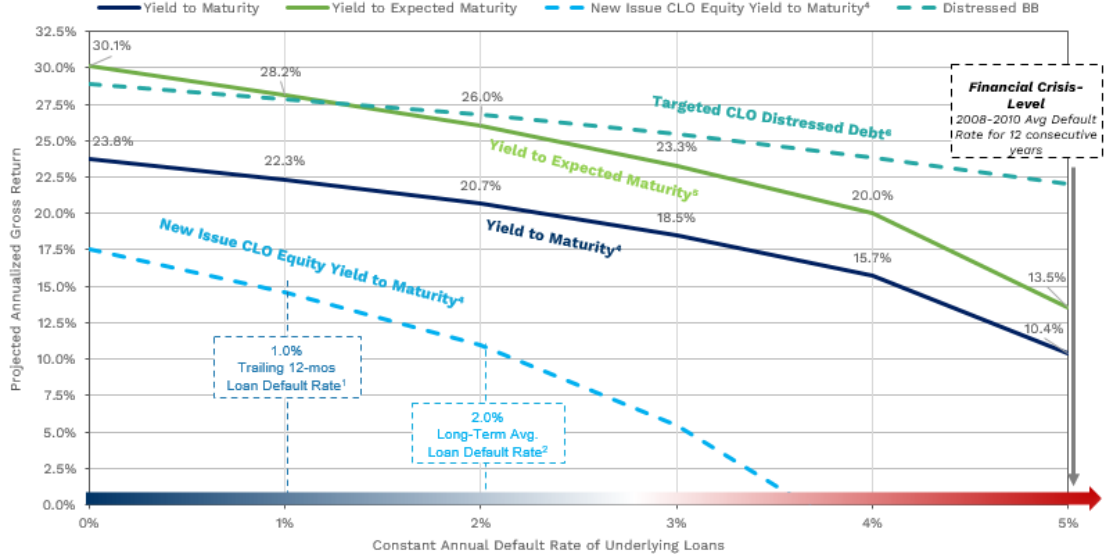 Yield to Maturity Yield to Expected Maturity New Issue CLO Equity Yield to Maturity⁴ Distressed BB
Projected Annualized Gross Return
32.5%
30.0%
27.5%
25.0%
22.5%
20.0%
17.5%
15.0%
12.5%
10.0%
7.5%
5.0%
2.5%
0.0%
30.1%
28.2%
26.0%
23.3%
20.0%
13.5%
23.8%
22.3%
20.7%
18.5%
15.7%
10.4%
Targeted CLO Distressed Debt⁶
Yield to Expected Maturity⁵
Yield to Maturity⁴
New Issue CLO Equity Yield to Maturity⁴
Financial Crisis-
Level
2008-2010 Avg Default
Rate for 12 consecutive
years
1.0%
Trailing 12-mos
Loan Default Rate¹
2.0%
Long-Term Avg.
Loan Default Rate²
0% 1% 2% 3% 4% 5%
Constant Annual Default Rate of Underlying Loans